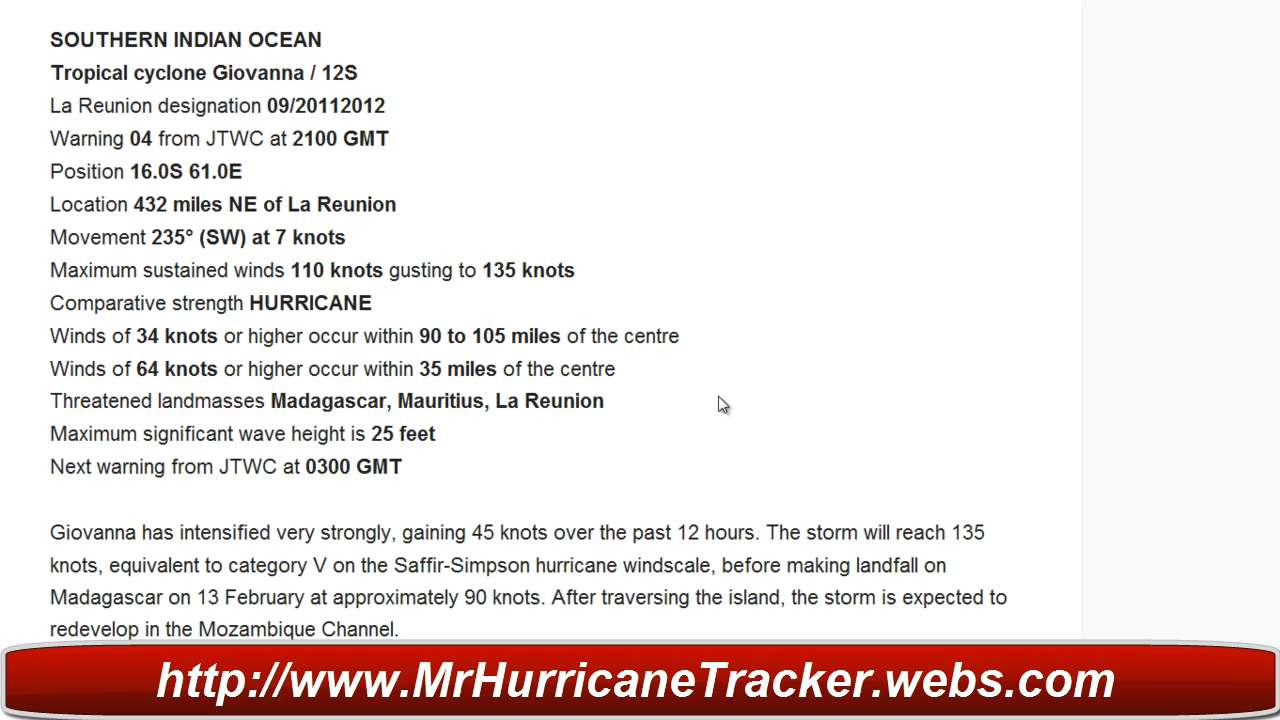 SOUTHERN INDIAN OCEAN
Tropical cyclone Giovanna / 12S
La Reunion designation 09/20112012
Warning 04 from JTWC at 2100 GMT
Position 16.0S 61.0E
Location 432 miles NE of La Reunion
Movement 235° (SW) at 7 knots
Maximum sustained winds 110 knots gusting to 135 knots
Comparative strength HURRICANE
Winds of 34 knots or higher occur within 90 to 105 miles of the centre
Winds of 64 knots or higher occur within 35 miles of the centre
Threatened landmasses Madagascar, Mauritius, La Reunion
Maximum significant wave height is 25 feet
Next warning from JTWC at 0300 GMT
Giovanna has intensified very strongly, gaining 45 knots over the past 12 hours. The storm will reach 135
knots, equivalent to category V on the Saffir-Simpson hurricane windscale, before making landfall on
Madagascar on 13 February at approximately 90 knots. After traversing the island, the storm is expected to
redevelop in the Mozambique Channel.
http://www.MrHurricaneTracker.webs.com